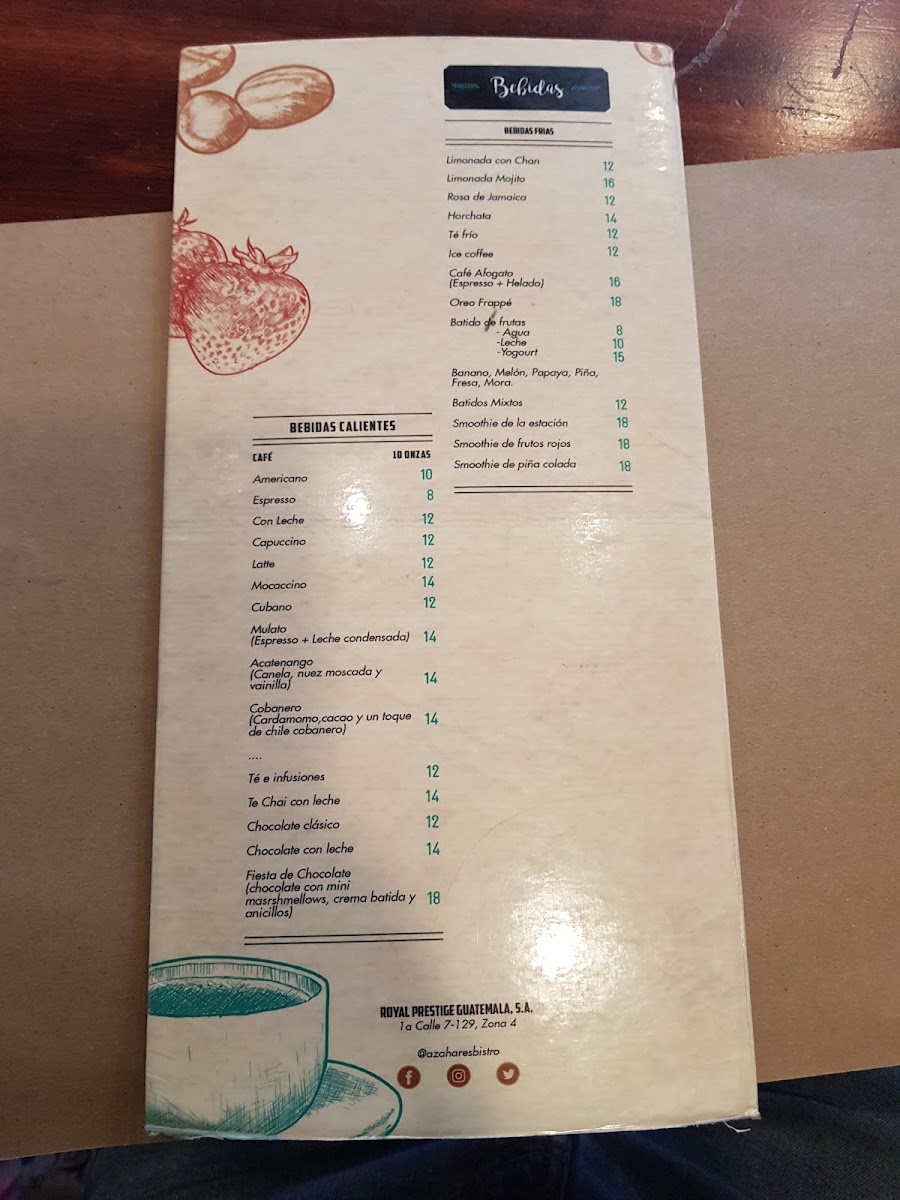 Bebidas
BEBIDAS FRIAS
Limonada con Chan 12
Limonada Mojito 16
Rosa de Jamaica 12
Horchata 14
Té frío 12
Ice coffee 12
Café Afogato
(Espresso + Helado) 16
Oreo Frappé 18
Batido de frutas
- Agua 8
-Leche 10
-Yogourt 15
Banano, Melón, Papaya, Piña,
Fresa, Mora.
Batidos Mixtos 12
Smoothie de la estación 18
Smoothie de frutos rojos 18
Smoothie de piña colada 18
BEBIDAS CALIENTES
CAFÉ 10 ONZAS
Americano 10
Espresso 8
Con Leche 12
Capuccino 12
Latte 12
Mocaccino 14
Cubano 12
Mulato
(Espresso + Leche condensada) 14
Acatenango
(Canela, nuez moscada y
vainilla) 14
Cobanero
(Cardamomo,cacao y un toque
de chile cobanero) 14
....
Té e infusiones 12
Te Chai con leche 14
Chocolate clásico 12
Chocolate con leche 14
Fiesta de Chocolate
(chocolate con mini
masrshmellows, crema batida y
anicillos) 18
ROYAL PRESTIGE GUATEMALA, S.A.
1a Calle 7-129, Zona 4
@azaharesbistro